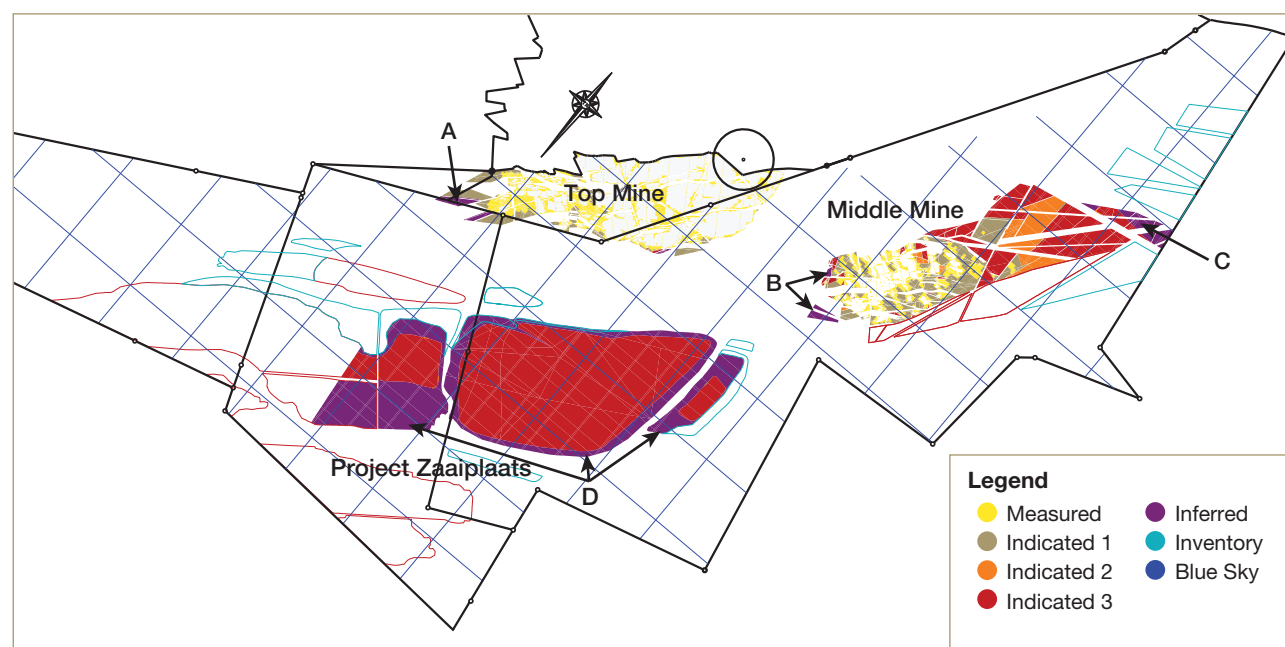 A
Top Mine
Middle Mine
B
C
Project Zaaiplaats
D
Legend
Measured
Indicated 1
Indicated 2
Indicated 3
Inferred
Inventory
Blue Sky